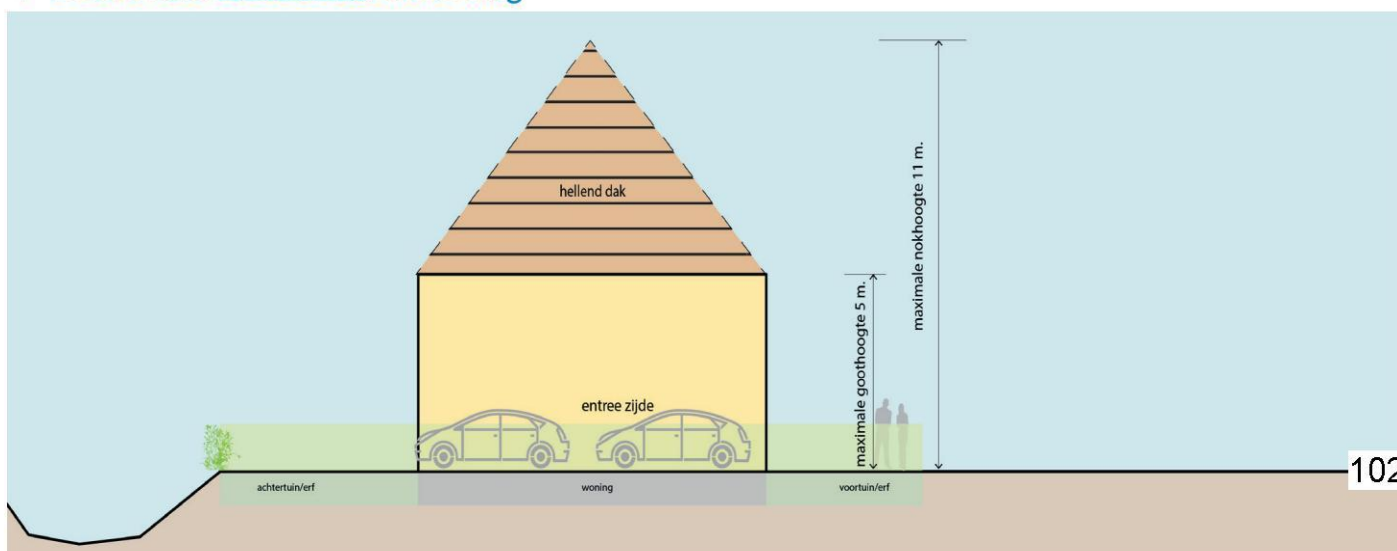 hellend dak
maximale nokhoogte 11 m.
maximale goothoogte 5 m.
entree zijde
achtertuin/erf
woning
voortuin/erf
102